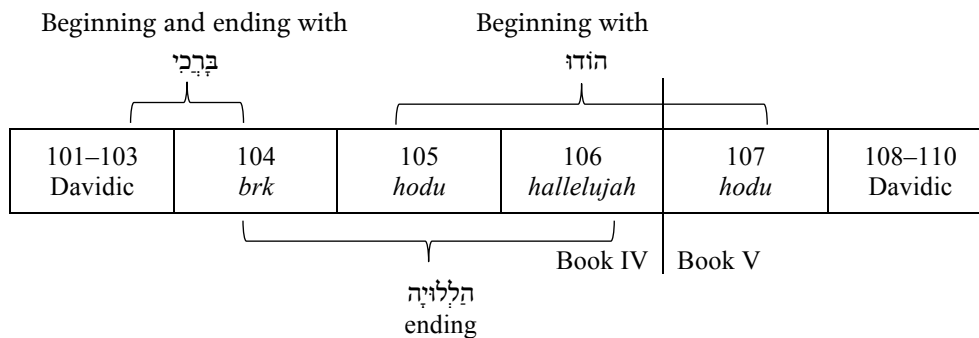 Beginning and ending with
בָּרֲכִי
Beginning with
הוֹדוּ
101–103
Davidic
104
brk
105
hodu
106
hallelujah
107
hodu
108–110
Davidic
Book IV
Book V
הַלְלוּיָה
ending